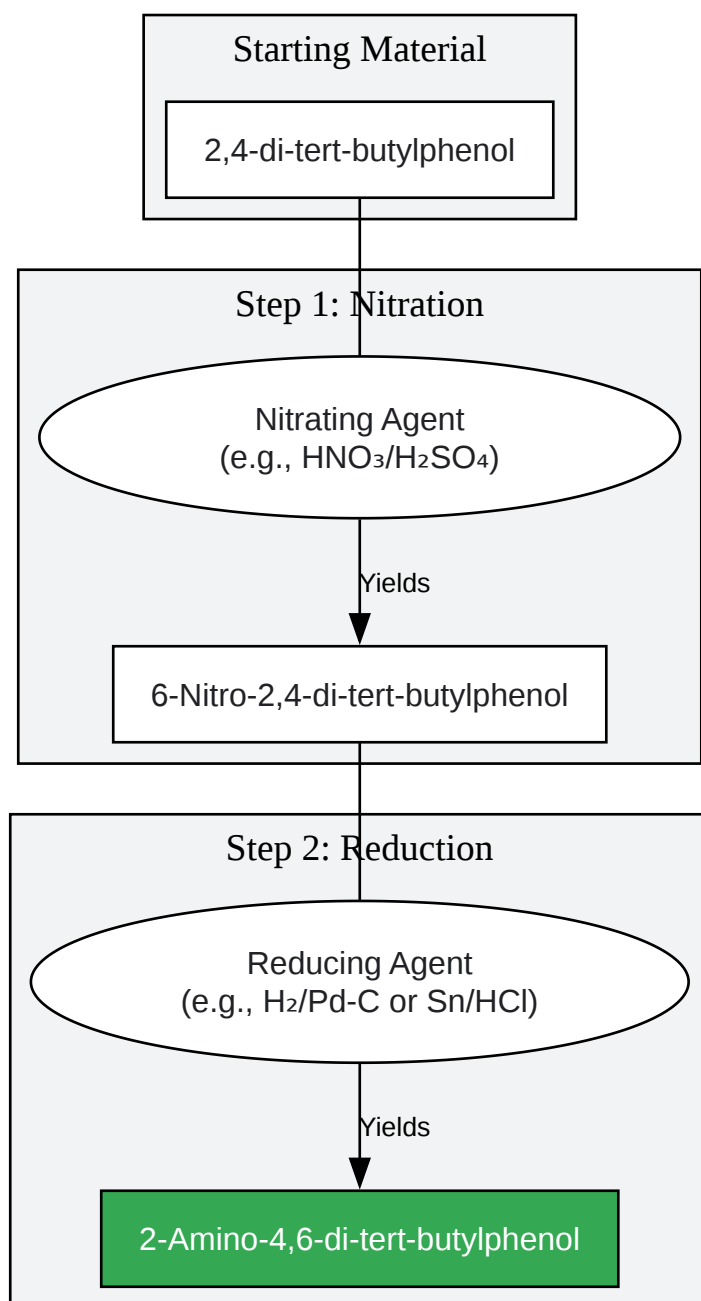 Starting Material
2,4-di-tert-butylphenol
Step 1: Nitration
Nitrating Agent
(e.g., HNO₃/H₂SO₄)
Yields
6-Nitro-2,4-di-tert-butylphenol
Step 2: Reduction
Reducing Agent
(e.g., H₂/Pd-C or Sn/HCl)
Yields
2-Amino-4,6-di-tert-butylphenol